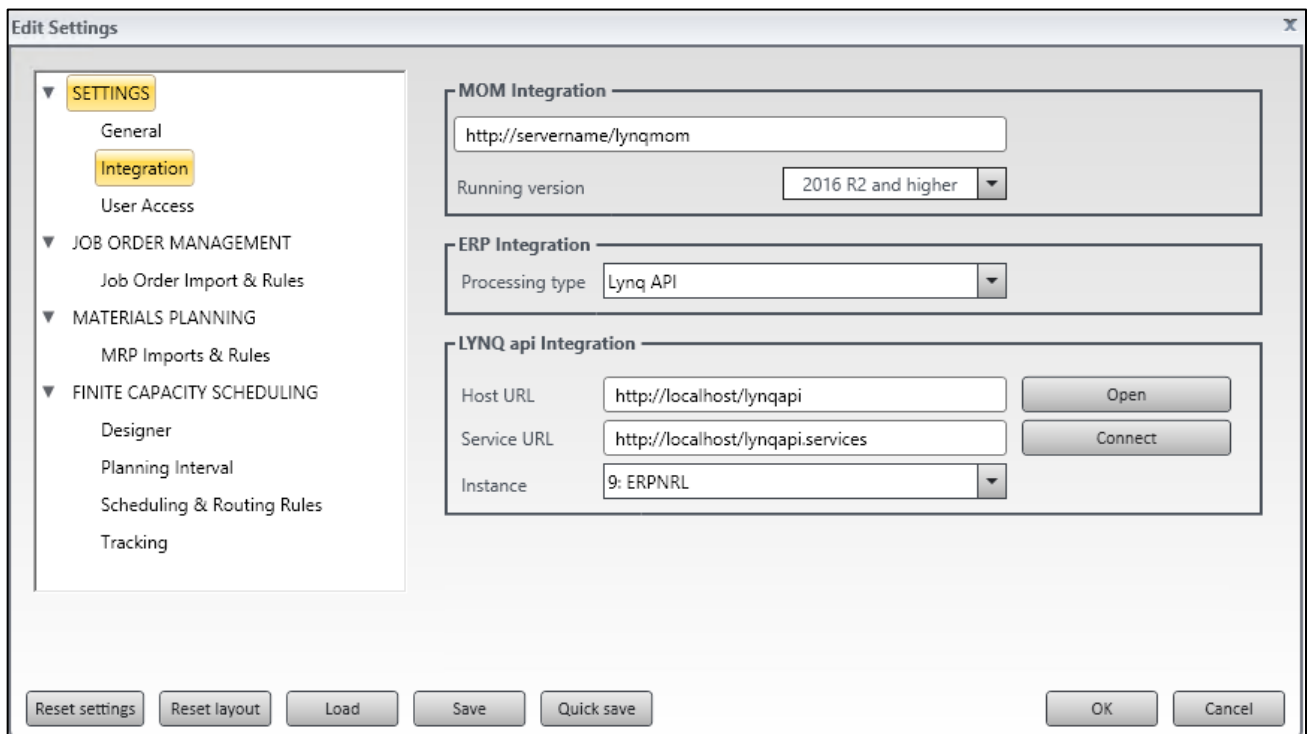 Edit Settings
x
SETTINGS
General
Integration
User Access
JOB ORDER MANAGEMENT
Job Order Import & Rules
MATERIALS PLANNING
MRP Imports & Rules
FINITE CAPACITY SCHEDULING
Designer
Planning Interval
Scheduling & Routing Rules
Tracking
MOM Integration
http://servername/lynqmom
Running version 2016 R2 and higher
ERP Integration
Processing type Lynq API
LYNQ api Integration
Host URL http://localhost/lynqapi Open
Service URL http://localhost/lynqapi.services Connect
Instance 9: ERPNRL
Reset settings Reset layout Load Save Quick save OK Cancel